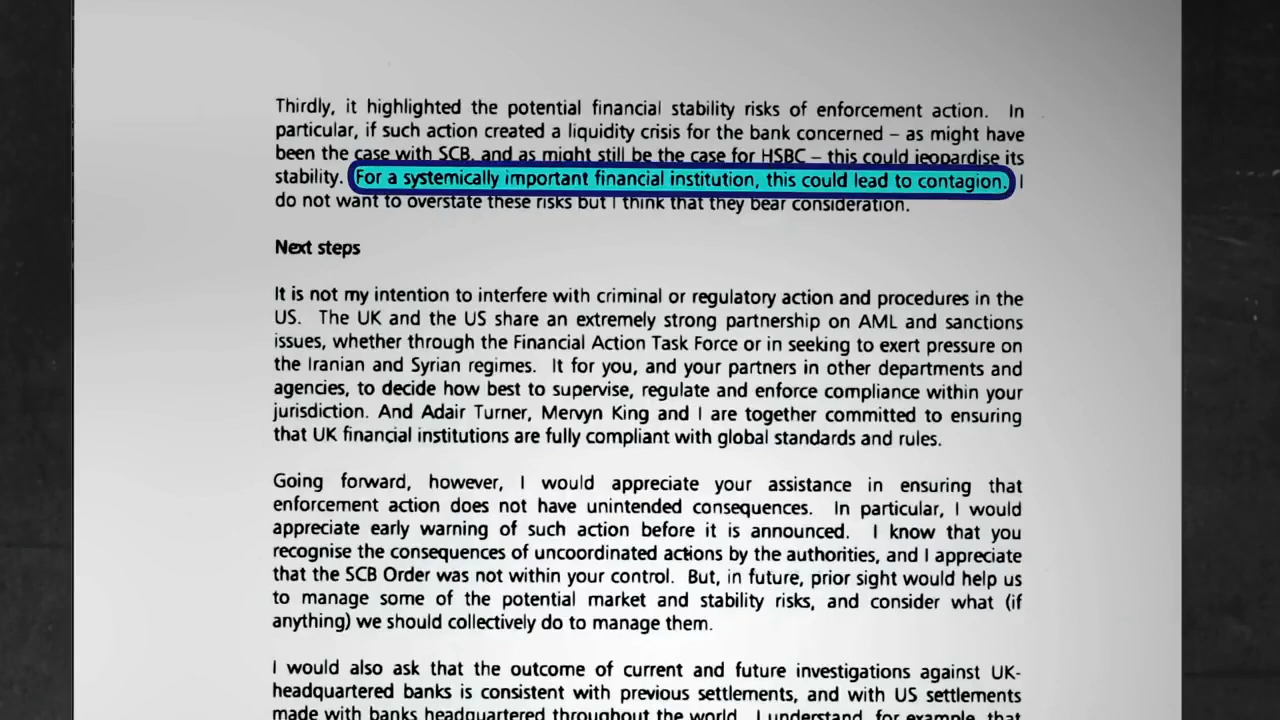 Thirdly, it highlighted the potential financial stability risks of enforcement action. In
particular, if such action created a liquidity crisis for the bank concerned – as might have
been the case with SCB, and as might still be the case for HSBC – this could jeopardise its
stability. For a systemically important financial institution, this could lead to contagion. I
do not want to overstate these risks but I think that they bear consideration.
Next steps
It is not my intention to interfere with criminal or regulatory action and procedures in the
US. The UK and the US share an extremely strong partnership on AML and sanctions
issues, whether through the Financial Action Task Force or in seeking to exert pressure on
the Iranian and Syrian regimes. It for you, and your partners in other departments and
agencies, to decide how best to supervise, regulate and enforce compliance within your
jurisdiction. And Adair Turner, Mervyn King and I are together committed to ensuring
that UK financial institutions are fully compliant with global standards and rules.
Going forward, however, I would appreciate your assistance in ensuring that
enforcement action does not have unintended consequences. In particular, I would
appreciate early warning of such action before it is announced. I know that you
recognise the consequences of uncoordinated actions by the authorities, and I appreciate
that the SCB Order was not within your control. But, in future, prior sight would help us
to manage some of the potential market and stability risks, and consider what (if
anything) we should collectively do to manage them.
I would also ask that the outcome of current and future investigations against UK-
headquartered banks is consistent with previous settlements, and with US settlements
made with banks headquartered throughout the world. I understand, for example, that